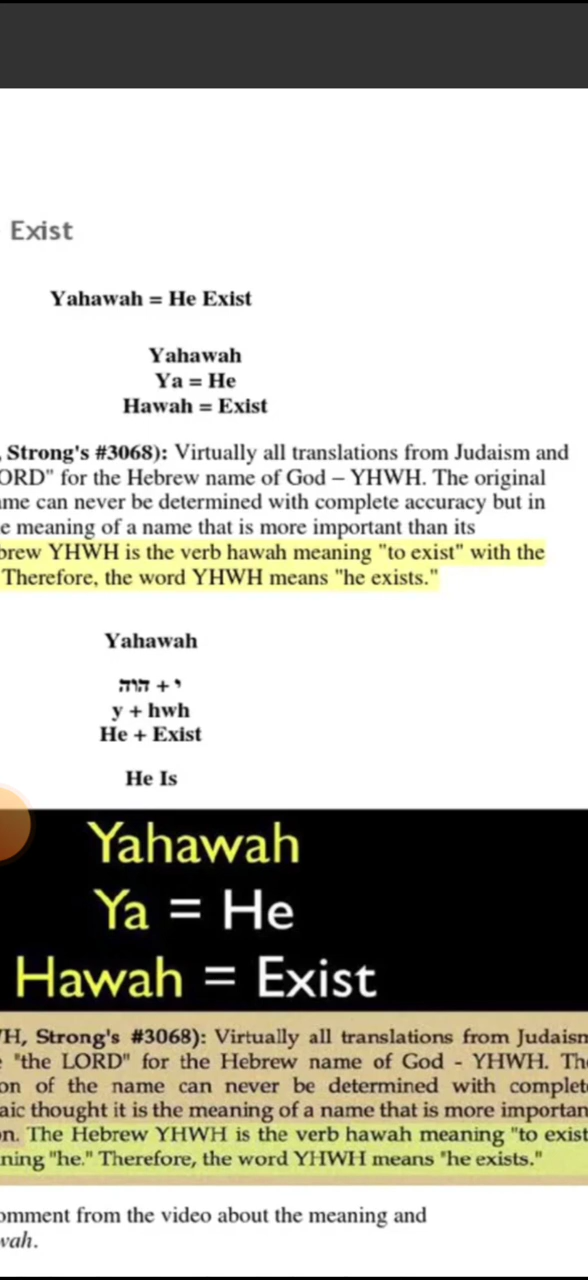 Exist
Yahawah = He Exist
Yahawah
Ya = He
Hawah = Exist
Strong's #3068): Virtually all translations from Judaism and
ORD" for the Hebrew name of God – YHWH. The original
me can never be determined with complete accuracy but in
e meaning of a name that is more important than its
brew YHWH is the verb hawah meaning "to exist" with the
Therefore, the word YHWH means "he exists."
Yahawah
י + הוה
y + hwh
He + Exist
He Is
Yahawah
Ya = He
Hawah = Exist
H, Strong's #3068): Virtually all translations from Judaism
"the LORD" for the Hebrew name of God - YHWH. Th
on of the name can never be determined with complet
aic thought it is the meaning of a name that is more importan
n. The Hebrew YHWH is the verb hawah meaning "to exist
ning "he." Therefore, the word YHWH means "he exists."
omment from the video about the meaning and
wah.